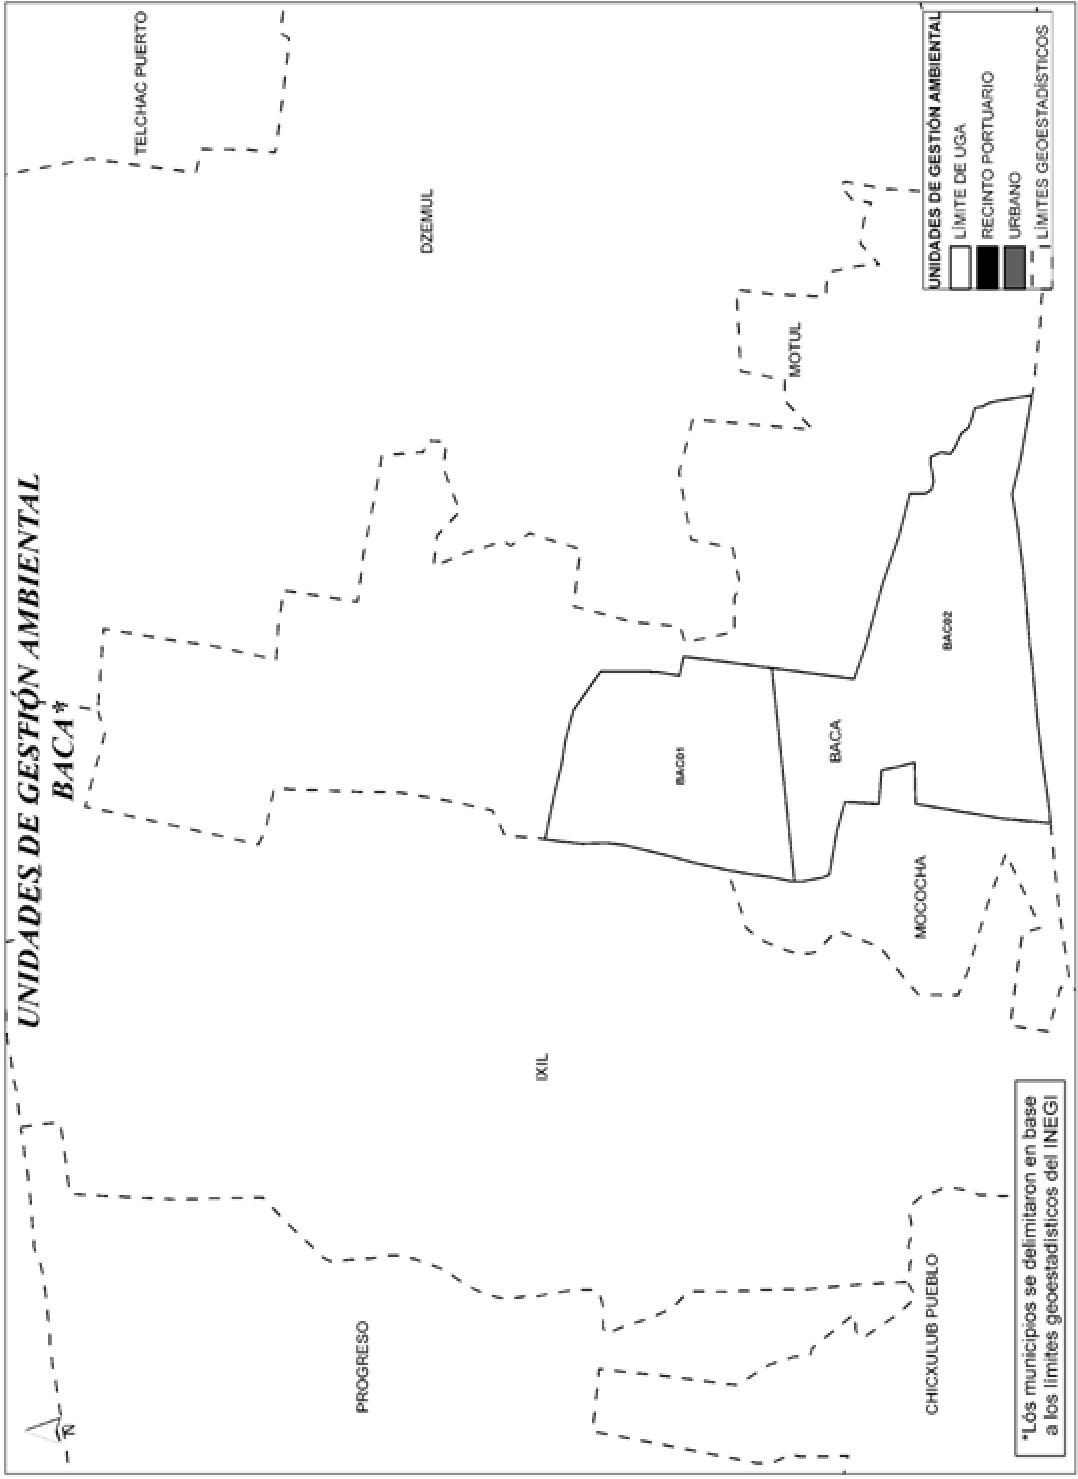 UNIDADES DE GESTIÓN AMBIENTAL
BACA*
TELCHAC PUERTO
DZEMUL
MOTUL
IXIL
PROGRESO
CHICXULUB PUEBLO
MOCOCHA
BACA
BAC01
BAC02
UNIDADES DE GESTIÓN AMBIENTAL
LÍMITE DE UGA
RECINTO PORTUARIO
URBANO
LÍMITES GEOESTADÍSTICOS
*Lós municipios se delimitaron en base
a los límites geoestadísticos del INEGI